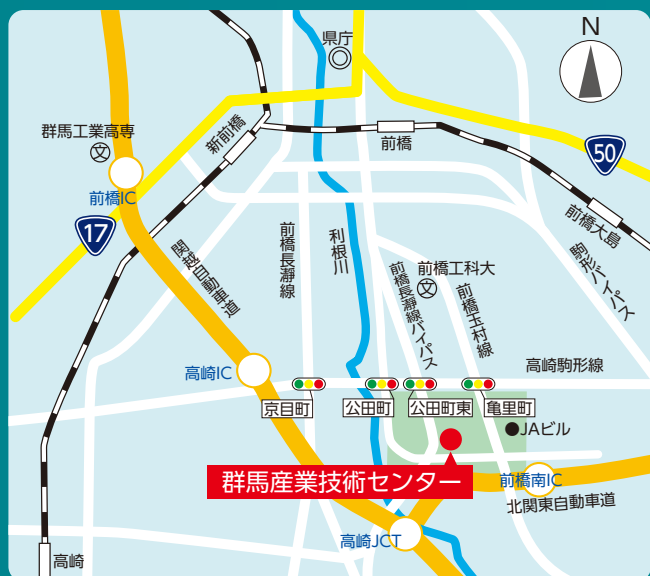 N
県庁
群馬工業高専
文
新前橋
前橋
50
前橋IC
17
前橋大島
関越自動車道
前橋長瀞線
利根川
前橋長瀞線バイパス
前橋工科大
文
前橋玉村線
駒形バイパス
高崎IC
高崎駒形線
京目町
公田町
公田町東
亀里町
JAビル
群馬産業技術センター
前橋南IC
北関東自動車道
高崎JCT
高崎